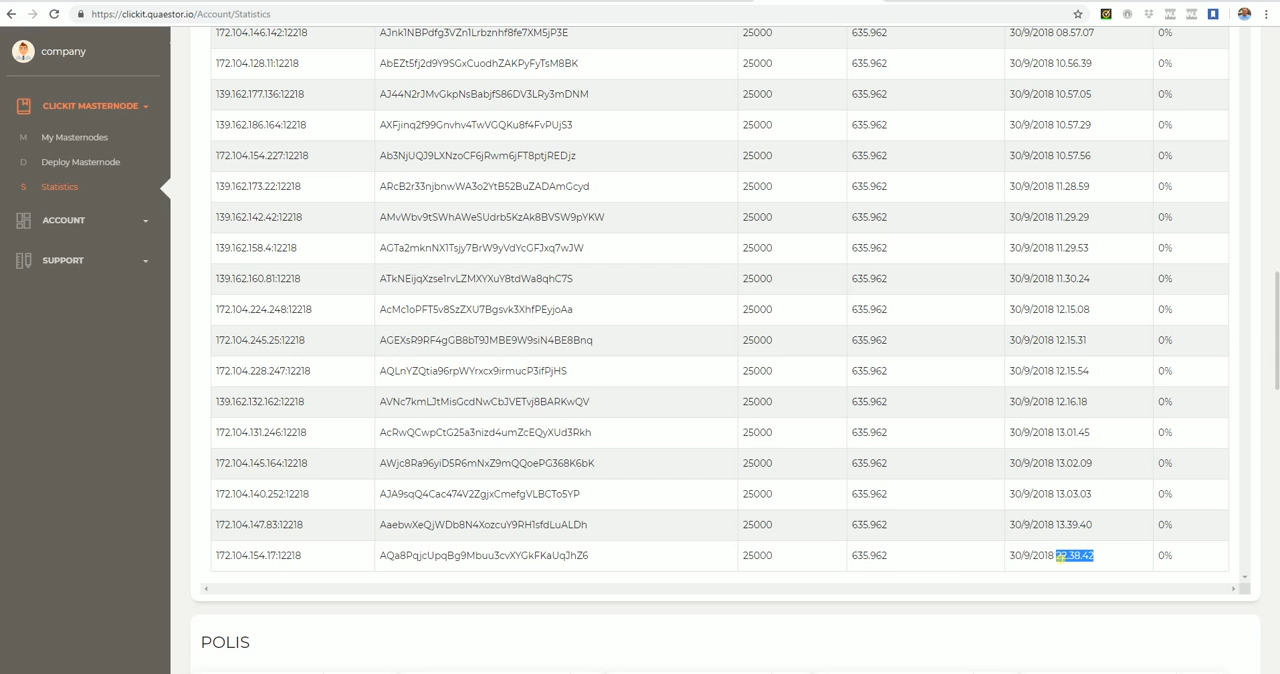 https://clickit.quaestor.io/Account/Statistics
company
CLICKIT MASTERNODE
M My Masternodes
D Deploy Masternode
S Statistics
ACCOUNT
SUPPORT
172.104.146.142:12218 AJnk1NBPdfg3VZn1Lrbznhf8fe7XM5jP3E 25000 635.962 30/9/2018 08.57.07 0%
172.104.128.11:12218 AbEZt5fj2d9Y9SGxCuodhZAKPyFyTsM8BK 25000 635.962 30/9/2018 10.56.39 0%
139.162.177.136:12218 AJ44N2rJMvGkpNsBabjfS86DV3LRy3mDNM 25000 635.962 30/9/2018 10.57.05 0%
139.162.186.164:12218 AXFjinq2f99Gnvhv4TwVGQKu8f4FvPUjS3 25000 635.962 30/9/2018 10.57.29 0%
172.104.154.227:12218 Ab3NjUQJ9LXNzoCF6jRwm6jFT8ptjREDjz 25000 635.962 30/9/2018 10.57.56 0%
139.162.173.22:12218 ARcB2r33njbnwWA3o2YtB52BuZADAmGcyd 25000 635.962 30/9/2018 11.28.59 0%
139.162.142.42:12218 AMvWbv9tSWhAWe9Udrb9KzAk8BVSW9pYKW 25000 635.962 30/9/2018 11.29.29 0%
139.162.158.4:12218 AGTa2mknNX1Tsjy7BrW9yVdYcGFJxq7wJW 25000 635.962 30/9/2018 11.29.53 0%
139.162.160.81:12218 ATkNEijqXzse1rvLZMXYXuY8tdWa8qhC7S 25000 635.962 30/9/2018 11.30.24 0%
172.104.224.248:12218 AcMc1oPFT5v8SzZXU7Bgsvk3XhfPEyjoAa 25000 635.962 30/9/2018 12.15.08 0%
172.104.245.25:12218 AGEXsR9RF4gGB8bT9JMBE9W9siN4BE8Bnq 25000 635.962 30/9/2018 12.15.31 0%
172.104.228.247:12218 AQLnYZQtia96rpWYrxcx9irmucP3ifPjHS 25000 635.962 30/9/2018 12.15.54 0%
139.162.132.162:12218 AVNc7kmLJtMisGcdNwCbJVETvj8BARKwQV 25000 635.962 30/9/2018 12.16.18 0%
172.104.131.246:12218 AcRwQCwpCtG25a3nizd4umZcEQyXUd3Rkh 25000 635.962 30/9/2018 13.01.45 0%
172.104.145.164:12218 AWjc8Ra96yiD5R6mNxZ9mQQoePG368K6bK 25000 635.962 30/9/2018 13.02.09 0%
172.104.140.252:12218 AJA9sqQ4Cac474V2ZgjxCmefgVLBCTo5YP 25000 635.962 30/9/2018 13.03.03 0%
172.104.147.83:12218 AaebwXeQjWDb8N4XozcuY9RH1sfdLuALDh 25000 635.962 30/9/2018 13.39.40 0%
172.104.154.17:12218 AQa8PqjcUpqBg9Mbuu3cvXYGkFKaUqJhZ6 25000 635.962 30/9/2018 22.38.42 0%
POLIS